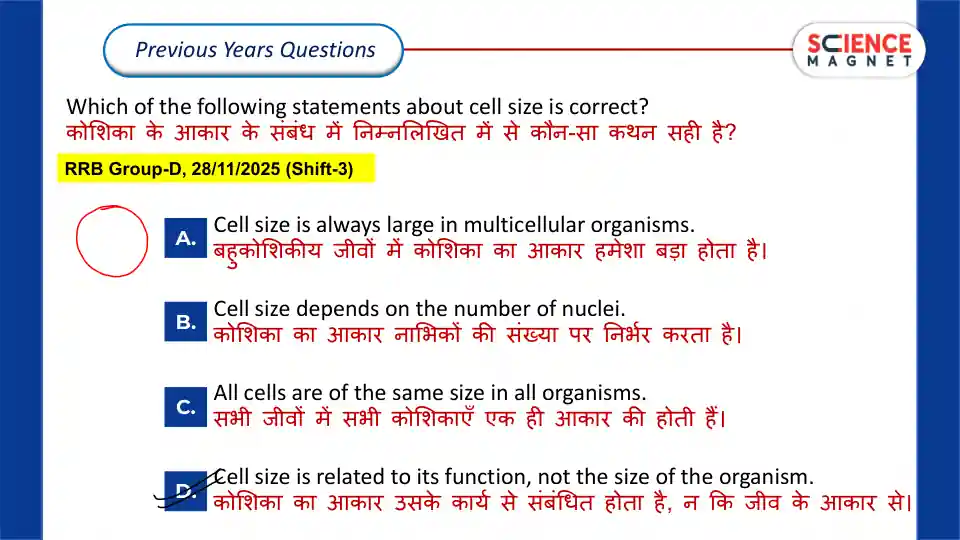 Previous Years Questions
SCIENCE
MAGNET
Which of the following statements about cell size is correct?
कोशिका के आकार के संबंध में निम्नलिखित में से कौन-सा कथन सही है?
RRB Group-D, 28/11/2025 (Shift-3)
A. Cell size is always large in multicellular organisms.
बहुकोशिकीय जीवों में कोशिका का आकार हमेशा बड़ा होता है।
B. Cell size depends on the number of nuclei.
कोशिका का आकार नाभिकों की संख्या पर निर्भर करता है।
C. All cells are of the same size in all organisms.
सभी जीवों में सभी कोशिकाएँ एक ही आकार की होती हैं।
D. Cell size is related to its function, not the size of the organism.
कोशिका का आकार उसके कार्य से संबंधित होता है, न कि जीव के आकार से।